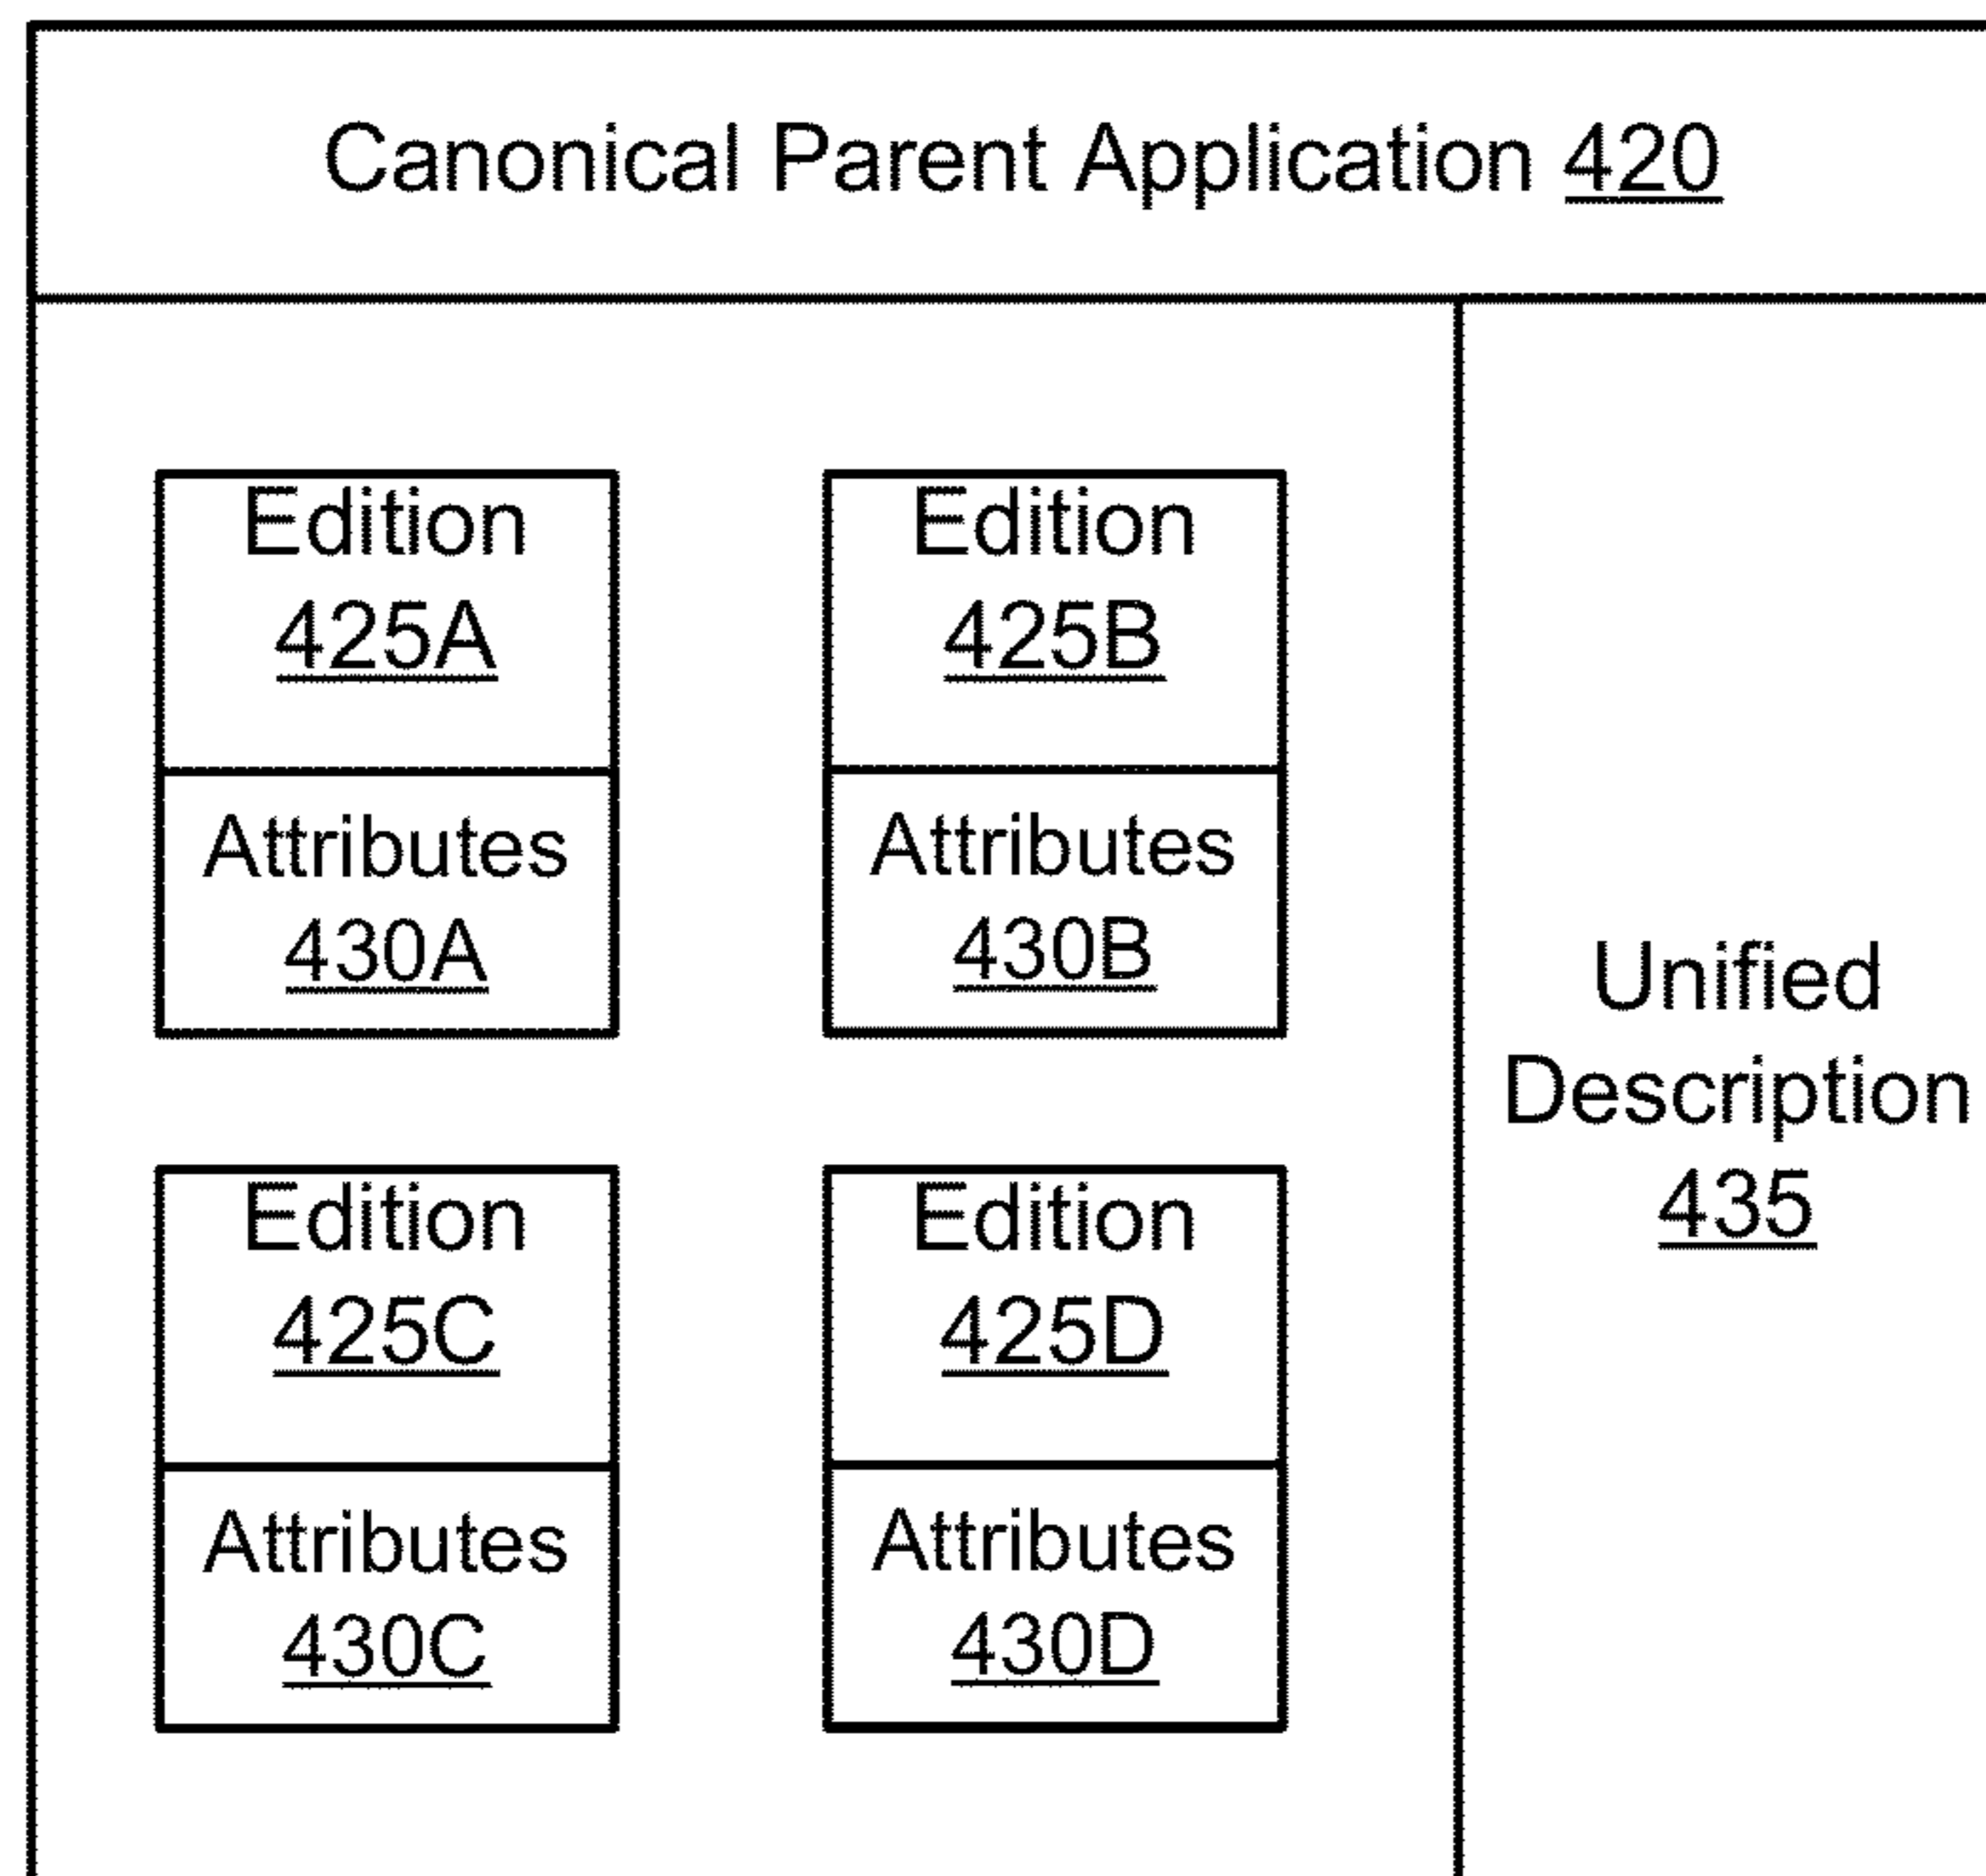 Canonical Parent Application 420
Edition
425A
Attributes
430A
Edition
425B
Attributes
430B
Edition
425C
Attributes
430C
Edition
425D
Attributes
430D
Unified
Description
435